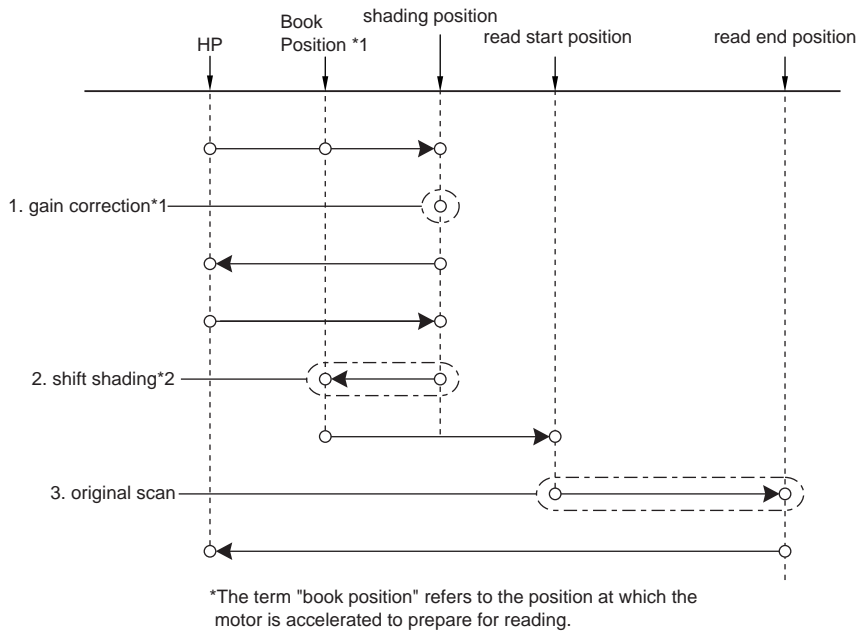 shading position
Book
Position *1
HP
read start position
read end position
1. gain correction*1
2. shift shading*2
3. original scan
*The term "book position" refers to the position at which the
motor is accelerated to prepare for reading.